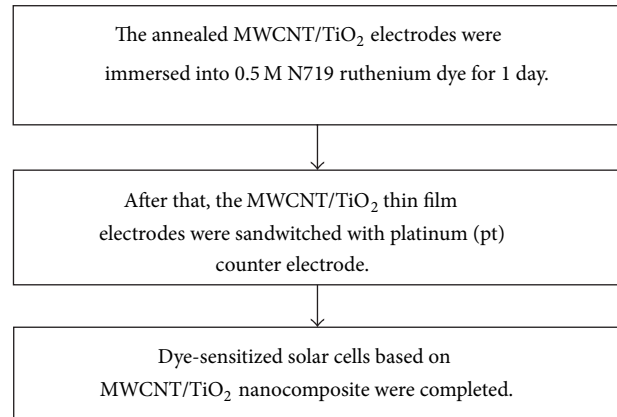 The annealed MWCNT/TiO₂ electrodes were
immersed into 0.5 M N719 ruthenium dye for 1 day.
After that, the MWCNT/TiO₂ thin film
electrodes were sandwitched with platinum (pt)
counter electrode.
Dye-sensitized solar cells based on
MWCNT/TiO₂ nanocomposite were completed.